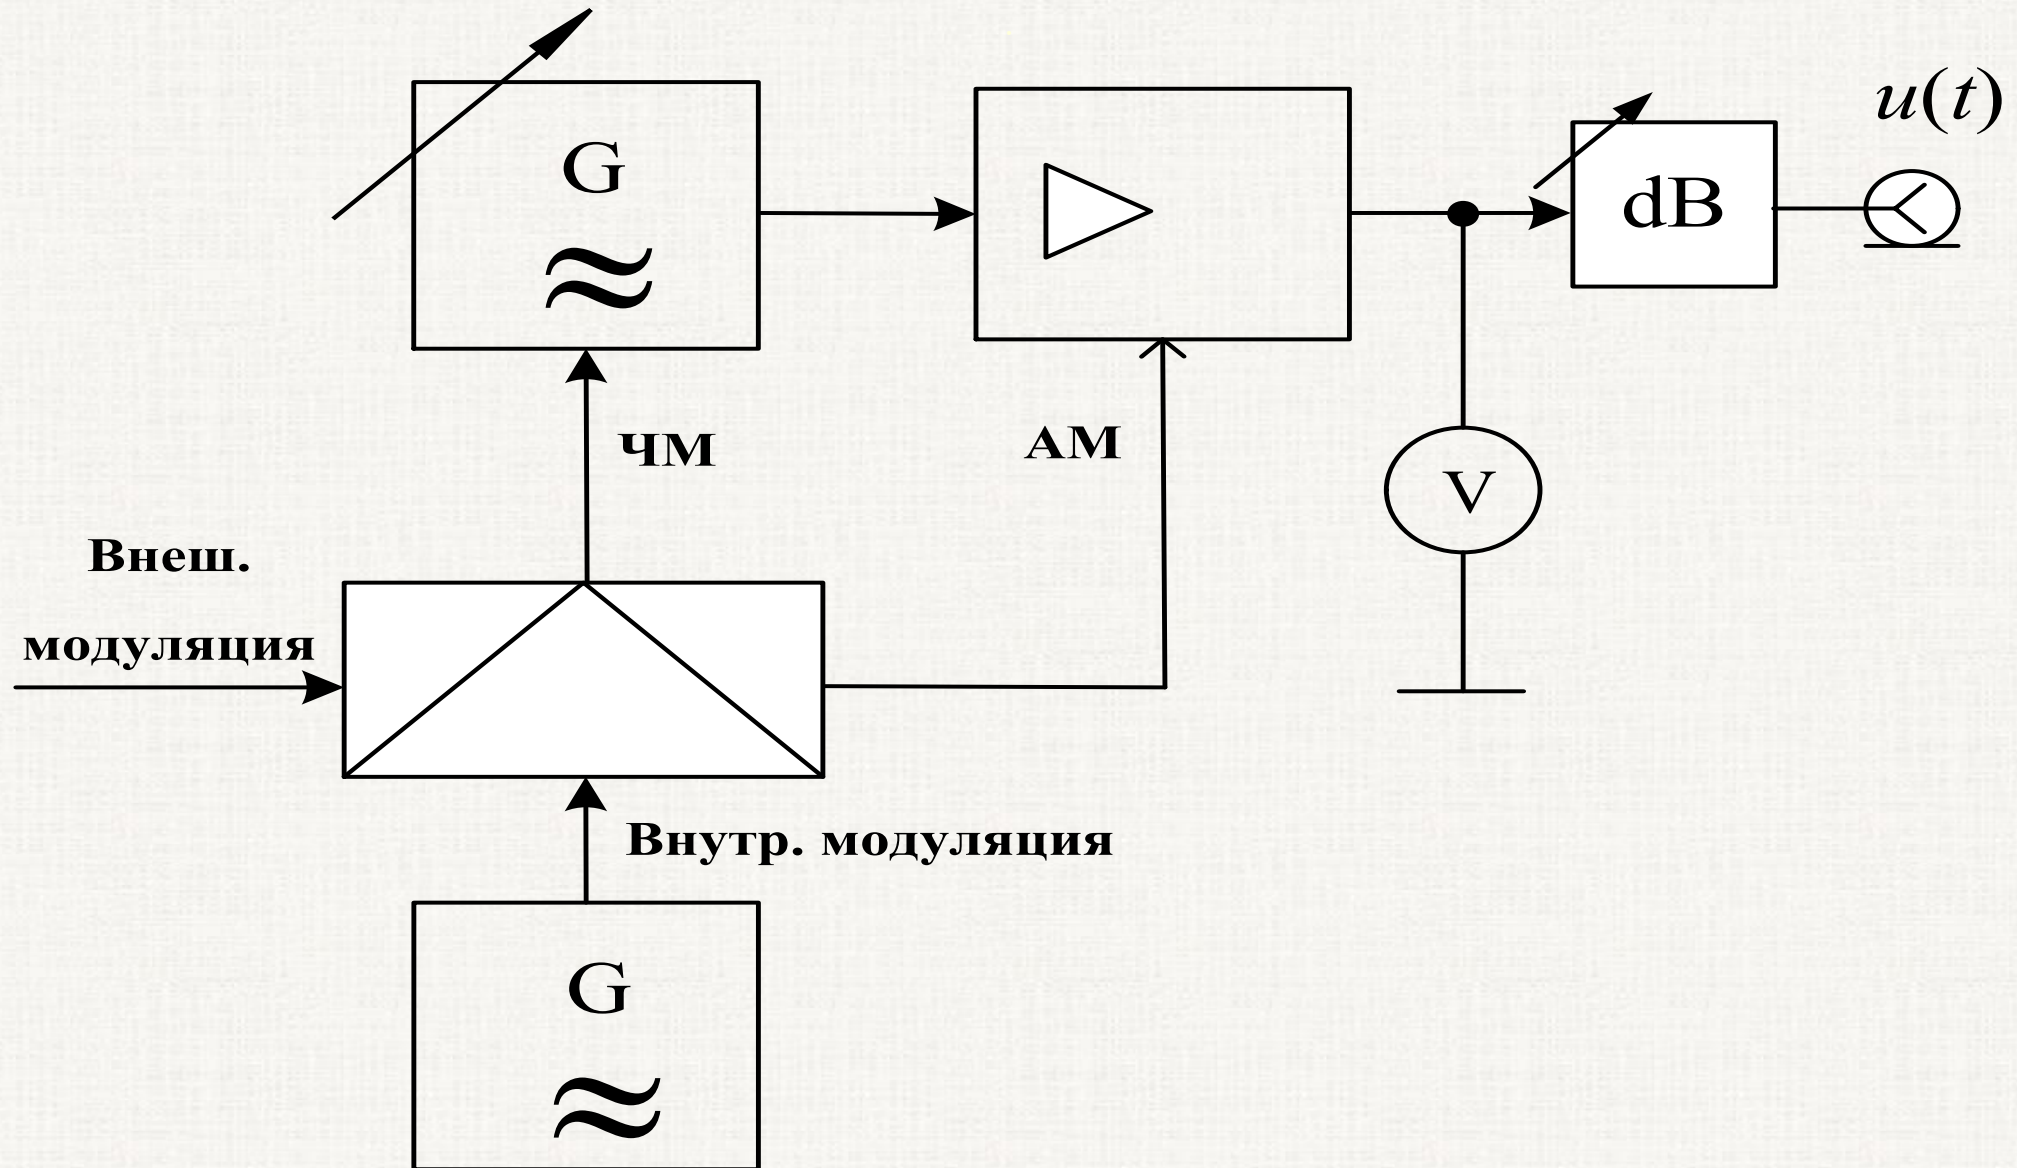 u(t)
G
≈
dB
ЧМ
АМ
V
Внеш.
модуляция
Внутр. модуляция
G
≈